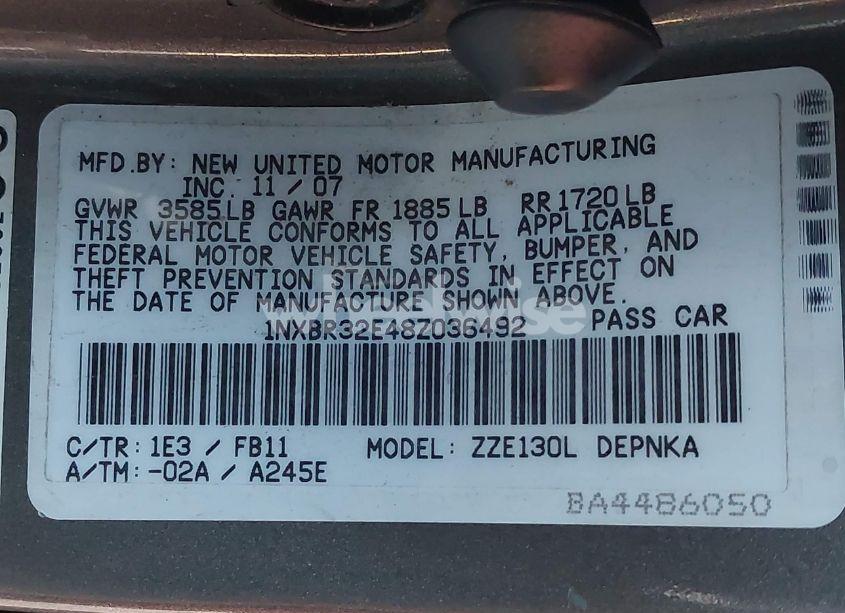 MFD.BY: NEW UNITED MOTOR MANUFACTURING
INC. 11 / 07
GVWR 3585 LB GAWR FR 1885 LB RR 1720 LB
THIS VEHICLE CONFORMS TO ALL APPLICABLE
FEDERAL MOTOR VEHICLE SAFETY, BUMPER, AND
THEFT PREVENTION STANDARDS IN EFFECT ON
THE DATE OF MANUFACTURE SHOWN ABOVE.
1NXBR32E48Z036492 PASS CAR
C/TR: 1E3 / FB11 MODEL: ZZE130L DEPNKA
A/TM: -02A / A245E
BA4486050